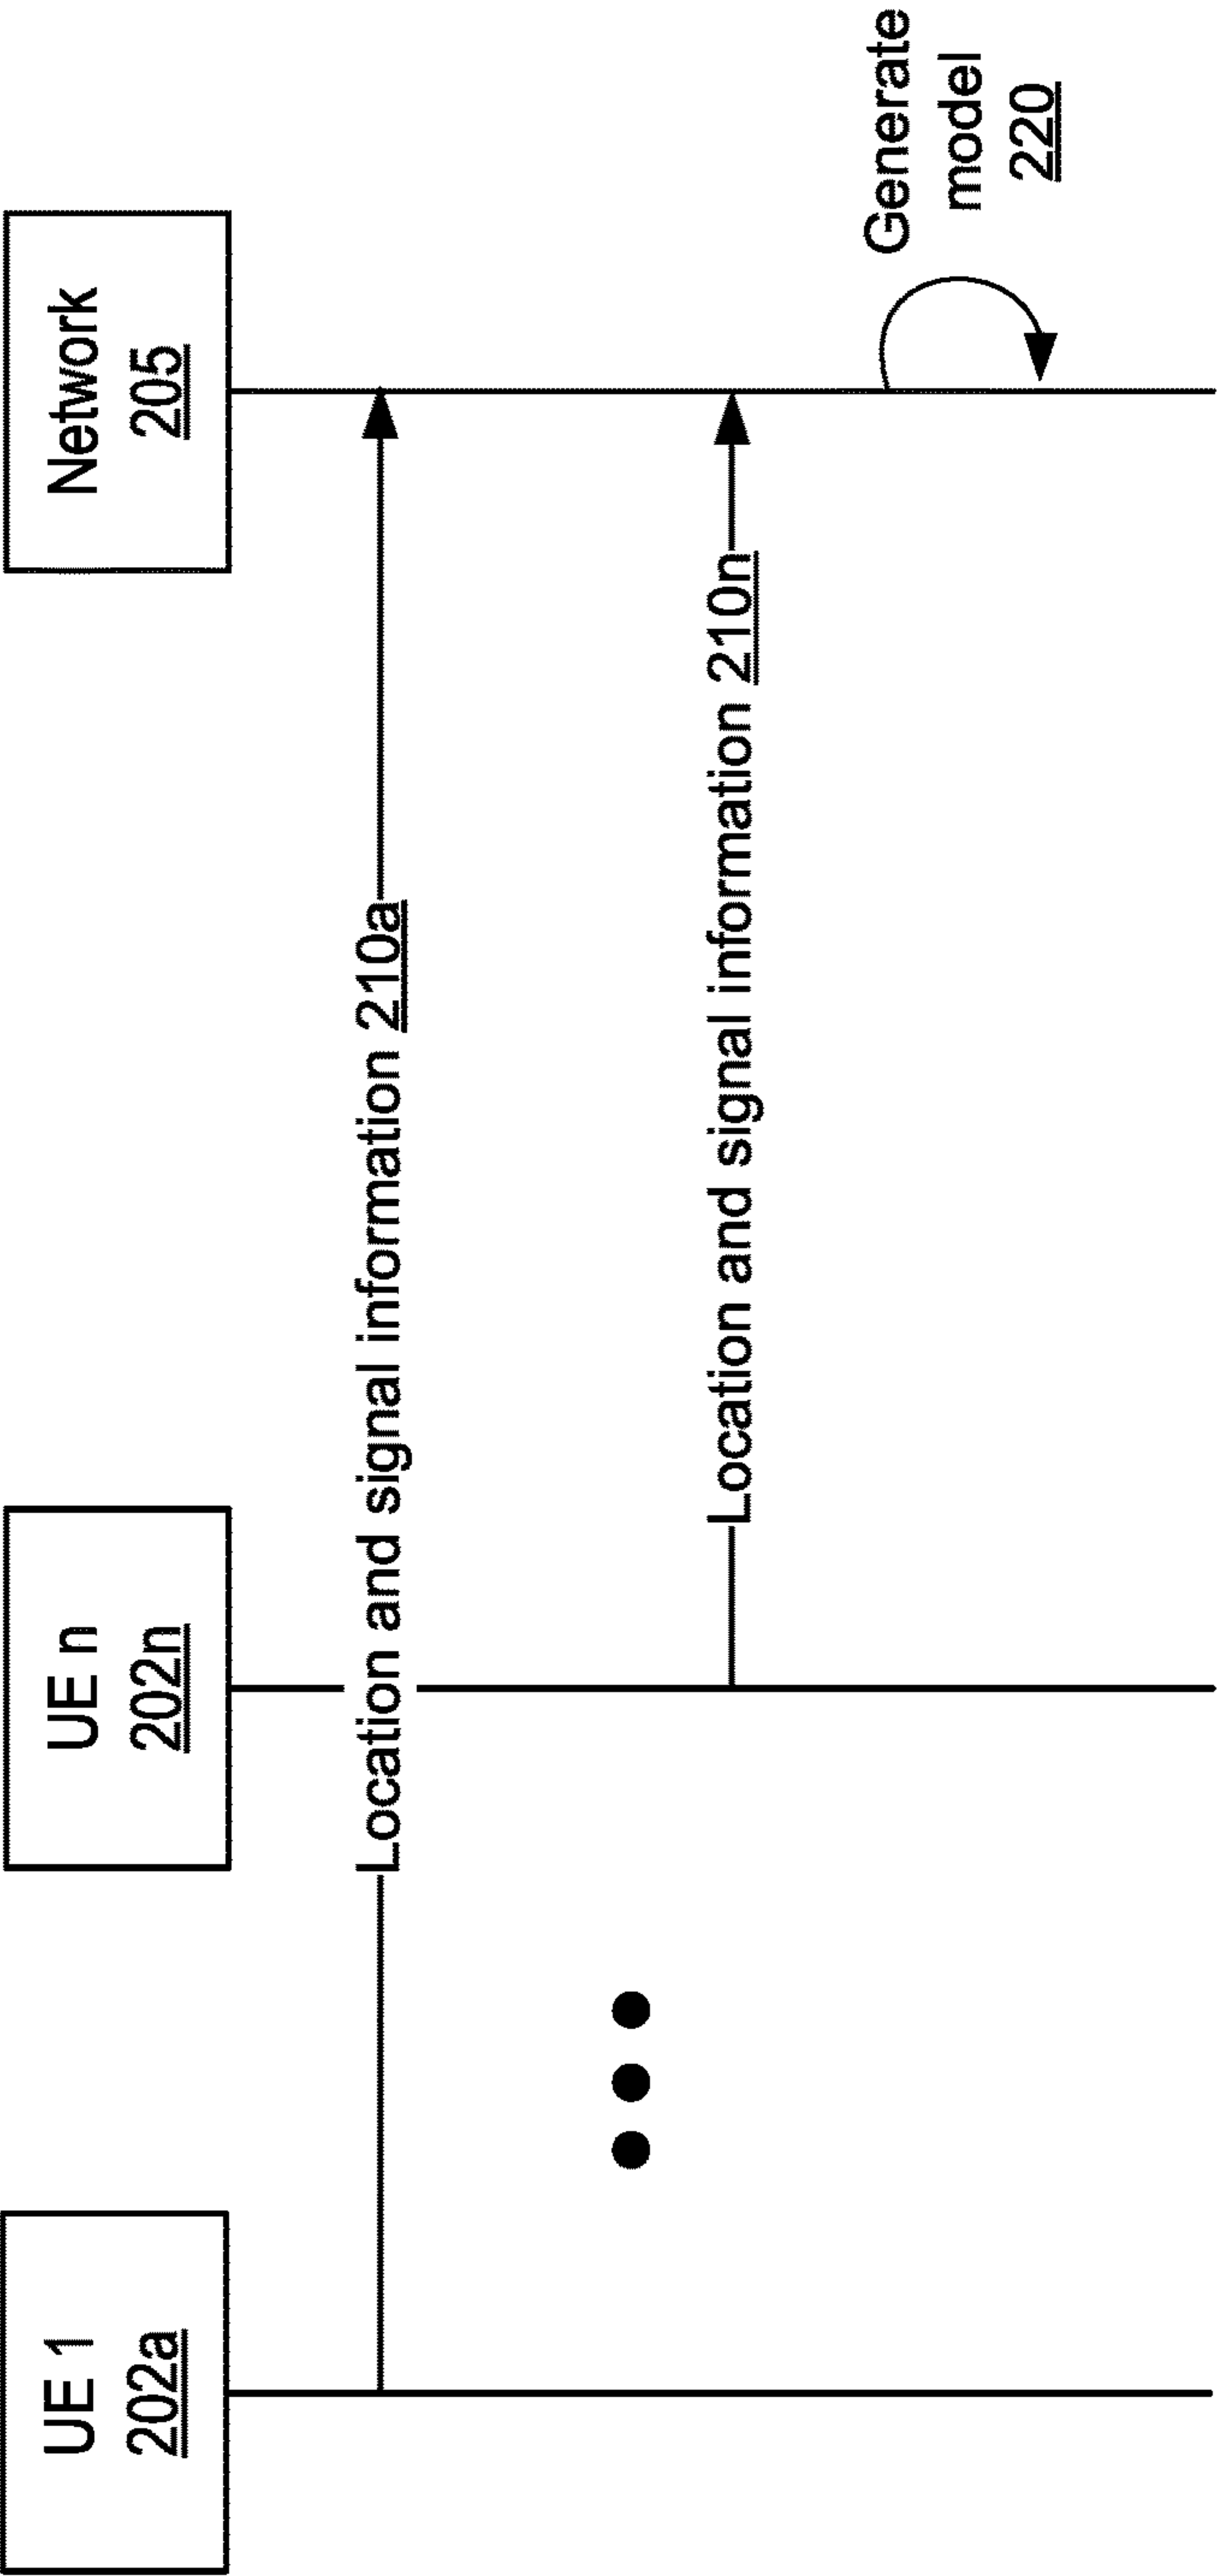 UE 1
202a
UE n
202n
Network
205
Location and signal information 210a
Location and signal information 210n
Generate
model
220